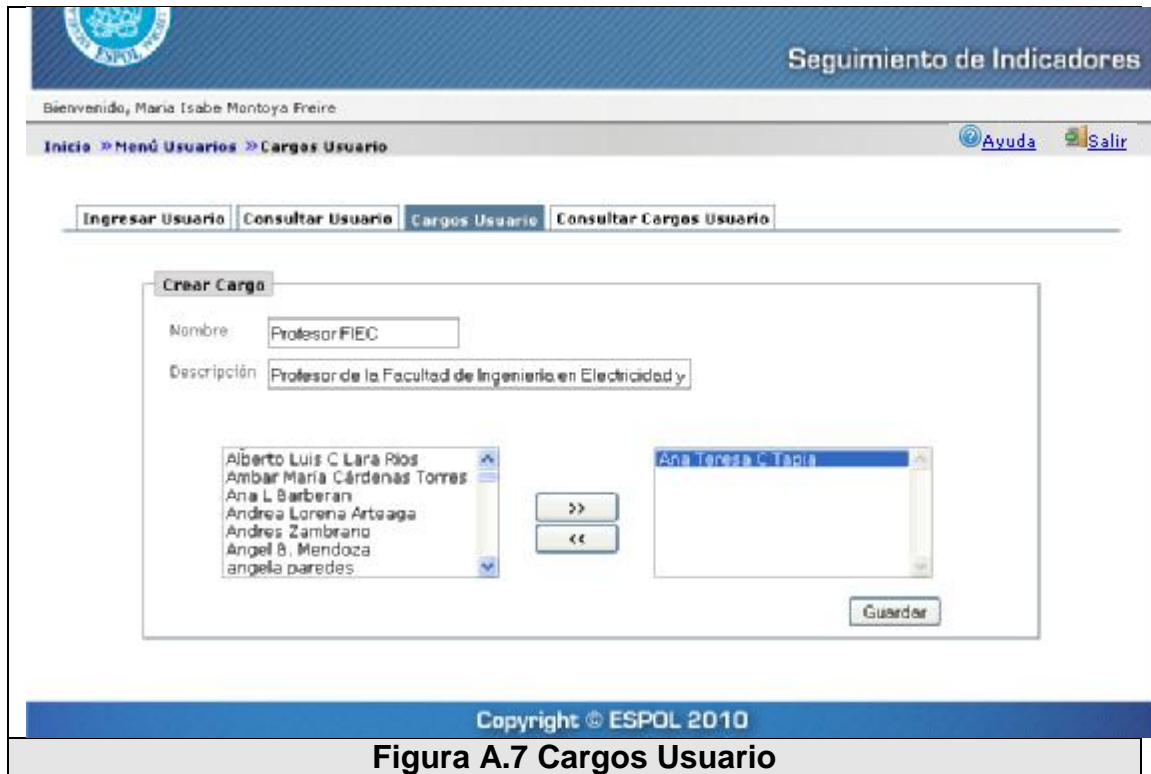 ESPOL
Seguimiento de Indicadores
Bienvenido, Maria Isabe Montoya Freire
Inicio » Menú Usuarios » Cargos Usuario
Ayuda Salir
Ingresar Usuario Consultar Usuario Cargos Usuario Consultar Cargos Usuario
Crear Cargo
Nombre Profesor FIEC
Descripción Profesor de la Facultad de Ingeniería en Electricidad y
Alberto Luis C Lara Rios
Ambar María Cárdenas Torres
Ana L Barberan
Andrea Lorena Arteaga
Andres Zambrano
Angel B. Mendoza
angela paredes
>>
<<
Ana Teresa C Tapia
Guardar
Copyright © ESPOL 2010
Figura A.7 Cargos Usuario